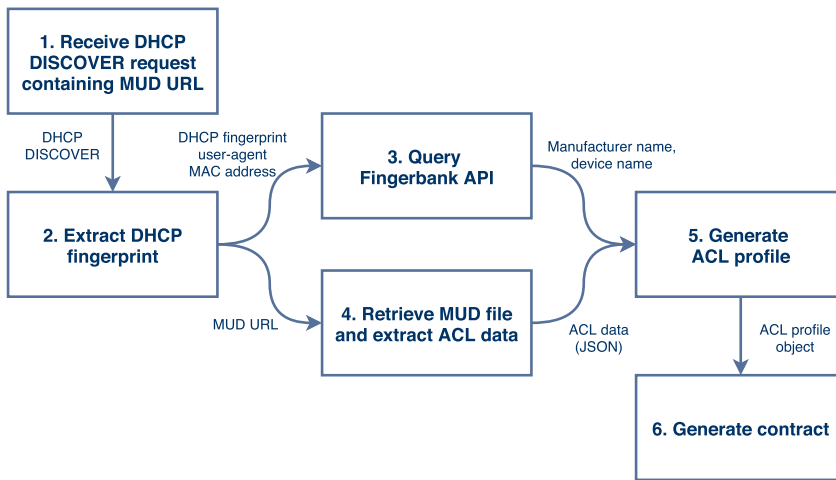 1. Receive DHCP
DISCOVER request
containing MUD URL
DHCP
DISCOVER
2. Extract DHCP
fingerprint
DHCP fingerprint
user-agent
MAC address
MUD URL
3. Query
Fingerbank API
4. Retrieve MUD file
and extract ACL data
Manufacturer name,
device name
ACL data
(JSON)
5. Generate
ACL profile
ACL profile
object
6. Generate contract